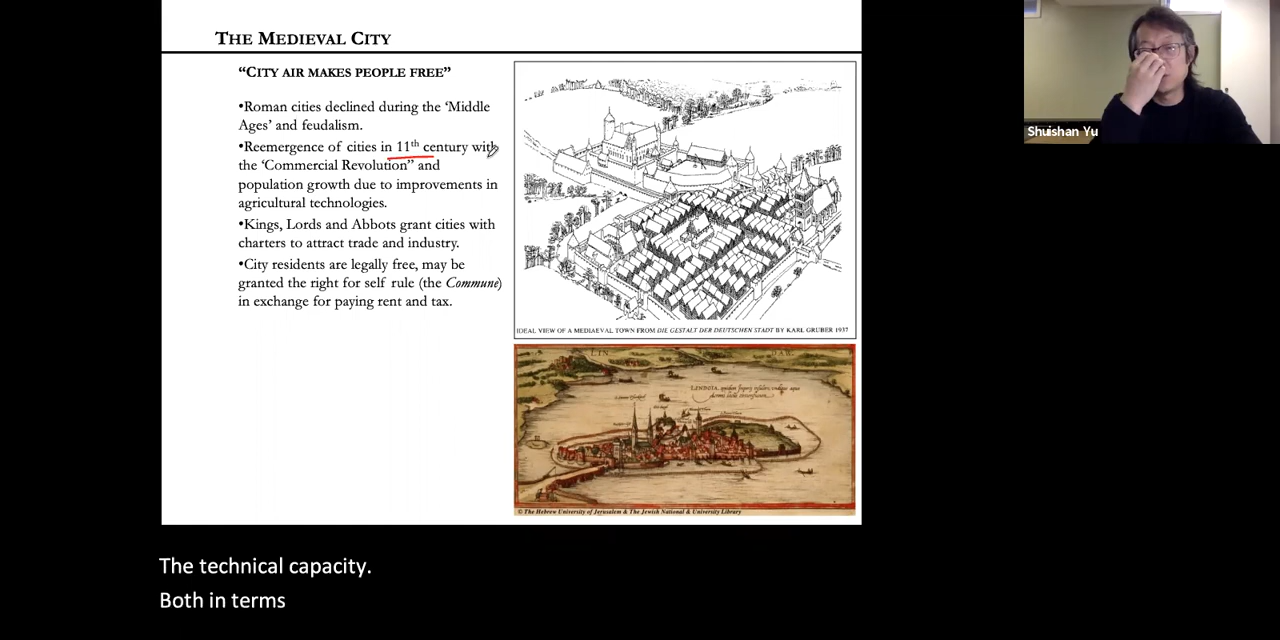 THE MEDIEVAL CITY
“CITY AIR MAKES PEOPLE FREE”
•Roman cities declined during the ‘Middle
Ages’ and feudalism.
•Reemergence of cities in 11th century with
the ‘Commercial Revolution” and
population growth due to improvements in
agricultural technologies.
•Kings, Lords and Abbots grant cities with
charters to attract trade and industry.
•City residents are legally free, may be
granted the right for self rule (the Commune)
in exchange for paying rent and tax.
IDEAL VIEW OF A MEDIAEVAL TOWN FROM DIE GESTALT DER DEUTSCHEN STADT BY KARL GRUBER 1937
LIN DAW.
© The Hebrew University of Jerusalem & The Jewish National & University Library
Shuishan Yu
The technical capacity.
Both in terms